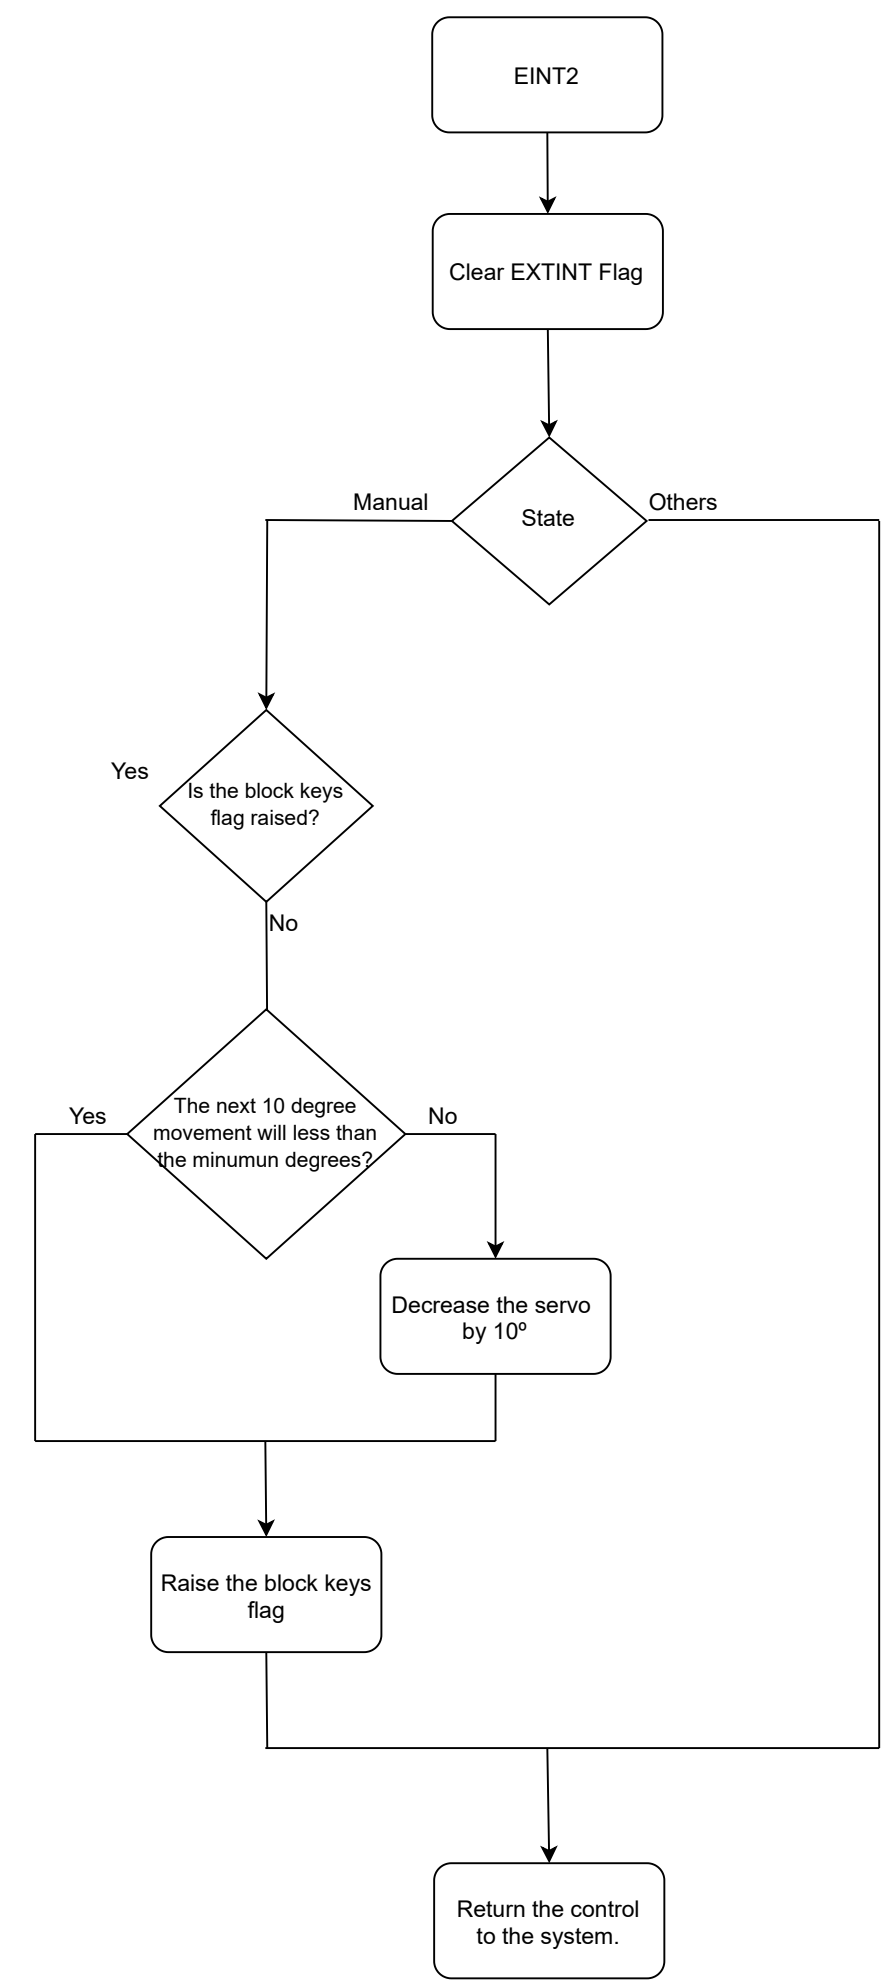 EINT2
Clear EXTINT Flag
Manual
State
Others
Yes
Is the block keys
flag raised?
No
Yes
The next 10 degree
movement will less than
the minumun degrees?
No
Decrease the servo
by 10º
Raise the block keys
flag
Return the control
to the system.